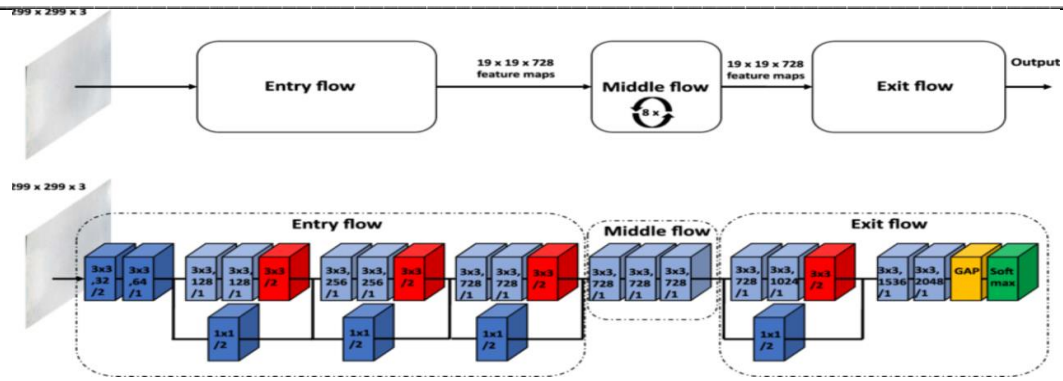 299 x 299 x 3
Entry flow
19 x 19 x 728
feature maps
Middle flow
8 x
19 x 19 x 728
feature maps
Exit flow
Output
299 x 299 x 3
Entry flow
3x3
,32
/2
3x3
,64
/1
3x3,
128
/1
3x3,
128
/1
3x3
/2
1x1
/2
3x3,
256
/1
3x3,
256
/1
3x3
/2
1x1
/2
3x3,
728
/1
3x3,
728
/1
3x3
/2
1x1
/2
Middle flow
3x3,
728
/1
3x3,
728
/1
3x3,
728
/1
Exit flow
3x3,
728
/1
3x3,
1024
/1
3x3
/2
1x1
/2
3x3,
1536
/1
3x3,
2048
/1
GAP
Soft
max